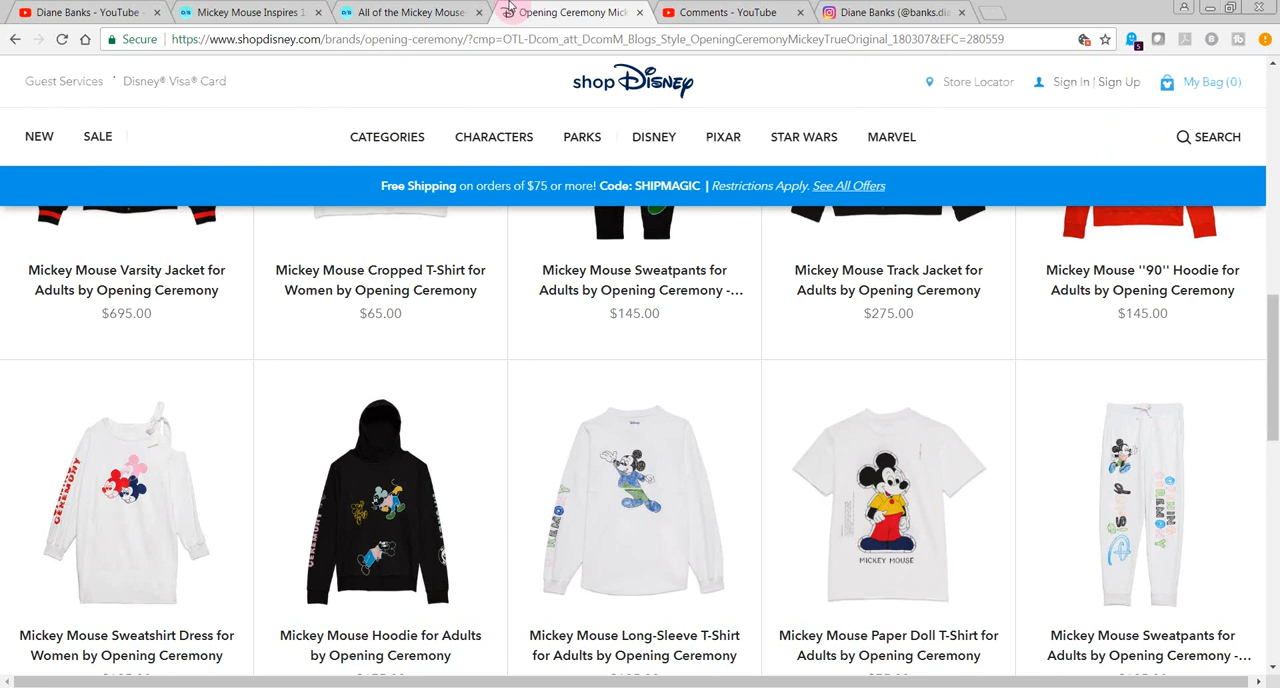 Diane Banks - YouTube
Mickey Mouse Inspires 1
All of the Mickey Mouse
Opening Ceremony Mick
Comments - YouTube
Diane Banks (@banks.di
Secure
https://www.shopdisney.com/brands/opening-ceremony/?cmp=OTL-Dcom_att_DcomM_Blogs_Style_OpeningCeremonyMickeyTrueOriginal_180307&EFC=280559
Guest Services Disney® Visa® Card
shop Disney
Store Locator
Sign In | Sign Up
My Bag (0)
NEW SALE
CATEGORIES CHARACTERS PARKS DISNEY PIXAR STAR WARS MARVEL
SEARCH
Free Shipping on orders of $75 or more! Code: SHIPMAGIC | Restrictions Apply. See All Offers
Mickey Mouse Varsity Jacket for
Adults by Opening Ceremony
$695.00
Mickey Mouse Cropped T-Shirt for
Women by Opening Ceremony
$65.00
Mickey Mouse Sweatpants for
Adults by Opening Ceremony -...
$145.00
Mickey Mouse Track Jacket for
Adults by Opening Ceremony
$275.00
Mickey Mouse ''90'' Hoodie for
Adults by Opening Ceremony
$145.00
MICKEY MOUSE
Mickey Mouse Sweatshirt Dress for
Women by Opening Ceremony
Mickey Mouse Hoodie for Adults
by Opening Ceremony
Mickey Mouse Long-Sleeve T-Shirt
for Adults by Opening Ceremony
Mickey Mouse Paper Doll T-Shirt for
Adults by Opening Ceremony
Mickey Mouse Sweatpants for
Adults by Opening Ceremony -...